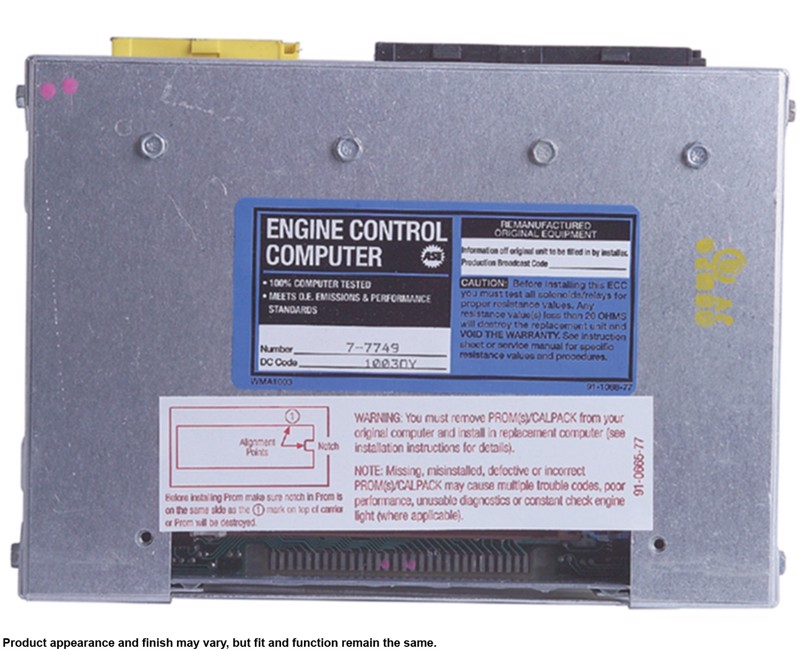 ENGINE CONTROL
COMPUTER
ASE
• 100% COMPUTER TESTED
• MEETS O.E. EMISSIONS & PERFORMANCE
STANDARDS
Number 7-7749
DC Code 1003DY
WMA1003
REMANUFACTURED
ORIGINAL EQUIPMENT
Information off original unit to be filled in by installer.
Production Broadcast Code
CAUTION: Before installing this ECC
you must test all solenoids/relays for
proper resistance values. Any
resistance value(s) less than 20 OHMS
will destroy the replacement unit and
VOID THE WARRANTY. See instruction
sheet or service manual for specific
resistance values and procedures.
91-1065-77
1
Alignment
Points
Notch
Before installing Prom make sure notch in Prom is
on the same side as the 1 mark on top of carrier
or Prom will be destroyed.
WARNING: You must remove PROM(s)/CALPACK from your
original computer and install in replacement computer (see
installation instructions for details).
NOTE: Missing, misinstalled, defective or incorrect
PROM(s)/CALPACK may cause multiple trouble codes, poor
performance, unusable diagnostics or constant check engine
light (where applicable).
91-0665-77
Product appearance and finish may vary, but fit and function remain the same.